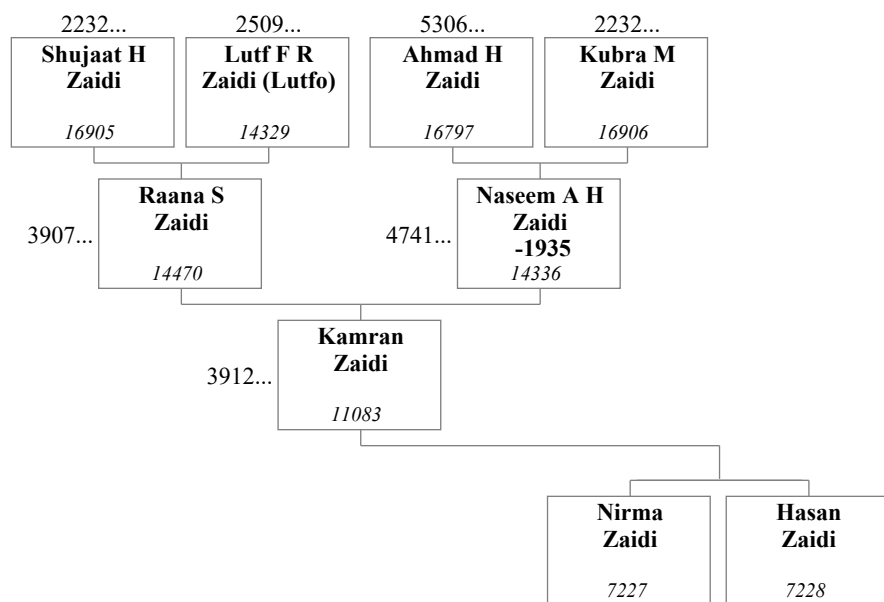 2232... 2509... 5306... 2232...
Shujaat H Lutf F R Ahmad H Kubra M
Zaidi Zaidi (Lutfo) Zaidi Zaidi
16905 14329 16797 16906
Raana S Naseem A H
Zaidi Zaidi
3907... 4741... -1935
14470 14336
Kamran
Zaidi
3912...
11083
Nirma Hasan
Zaidi Zaidi
7227 7228